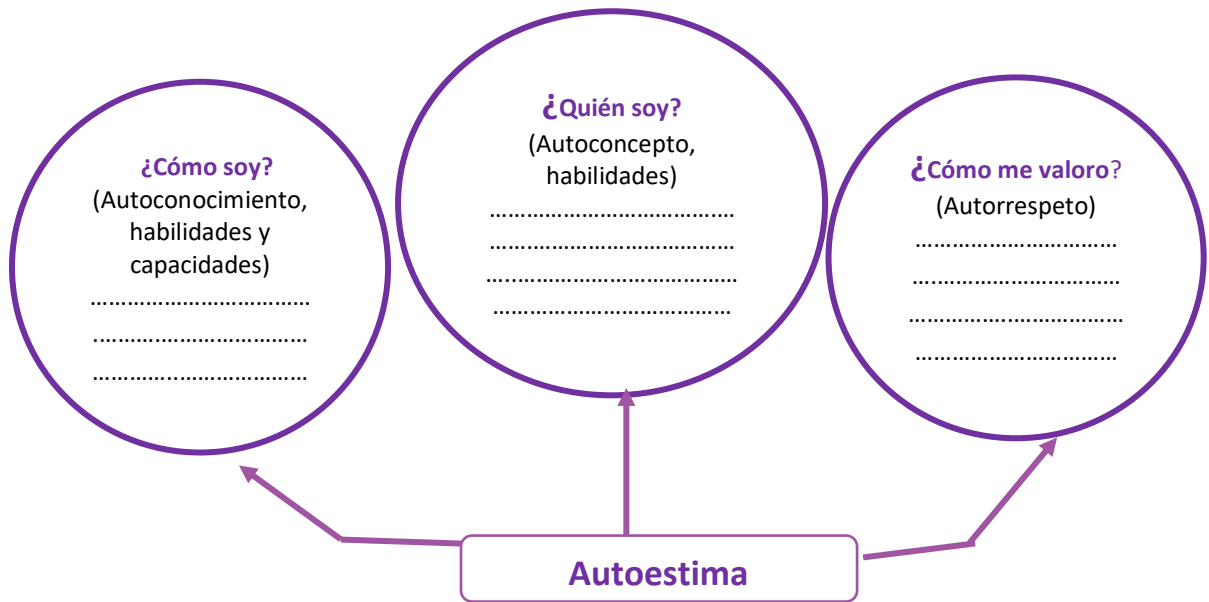 ¿Cómo soy?
(Autoconocimiento,
habilidades y
capacidades)
......................................
......................................
......................................
¿Quién soy?
(Autoconcepto,
habilidades)
..........................................
..........................................
..........................................
..........................................
¿Cómo me valoro?
(Autorrespeto)
...................................
...................................
......................................
...................................
Autoestima